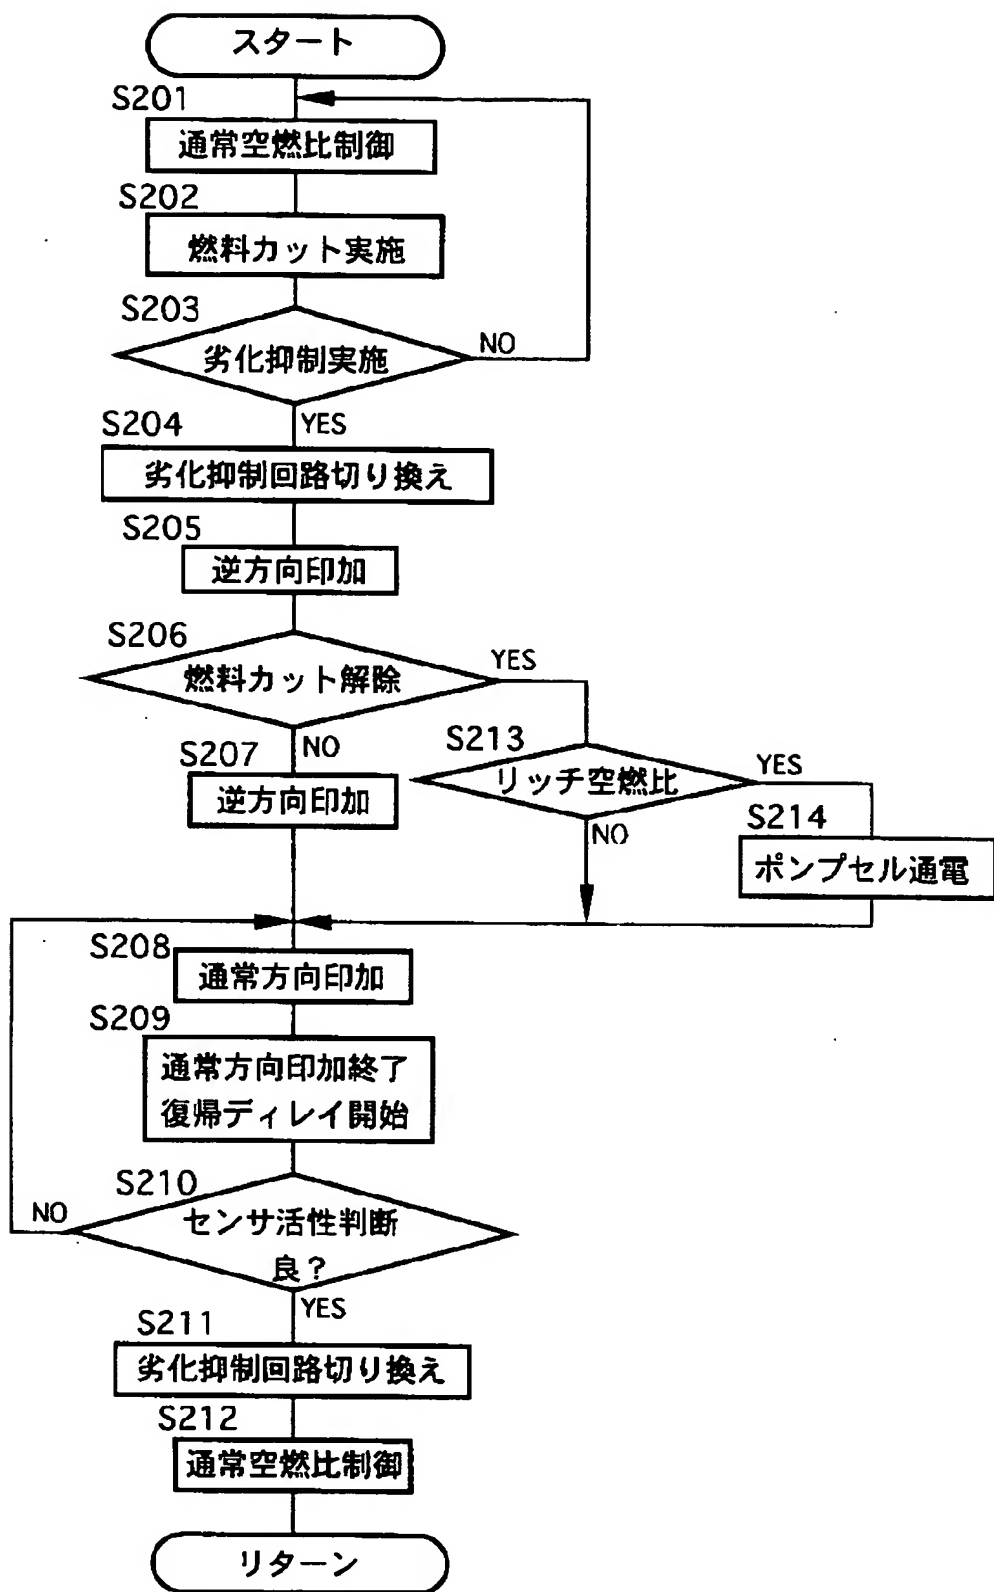 スタート
S201
通常空燃比制御
S202
燃料カット実施
S203
劣化抑制実施
NO
YES
S204
劣化抑制回路切り換え
S205
逆方向印加
S206
燃料カット解除
YES
NO
S207
逆方向印加
S213
リッチ空燃比
YES
NO
S214
ポンプセル通電
S208
通常方向印加
S209
通常方向印加終了
復帰ディレイ開始
S210
センサ活性判断
良?
NO
YES
S211
劣化抑制回路切り換え
S212
通常空燃比制御
リターン